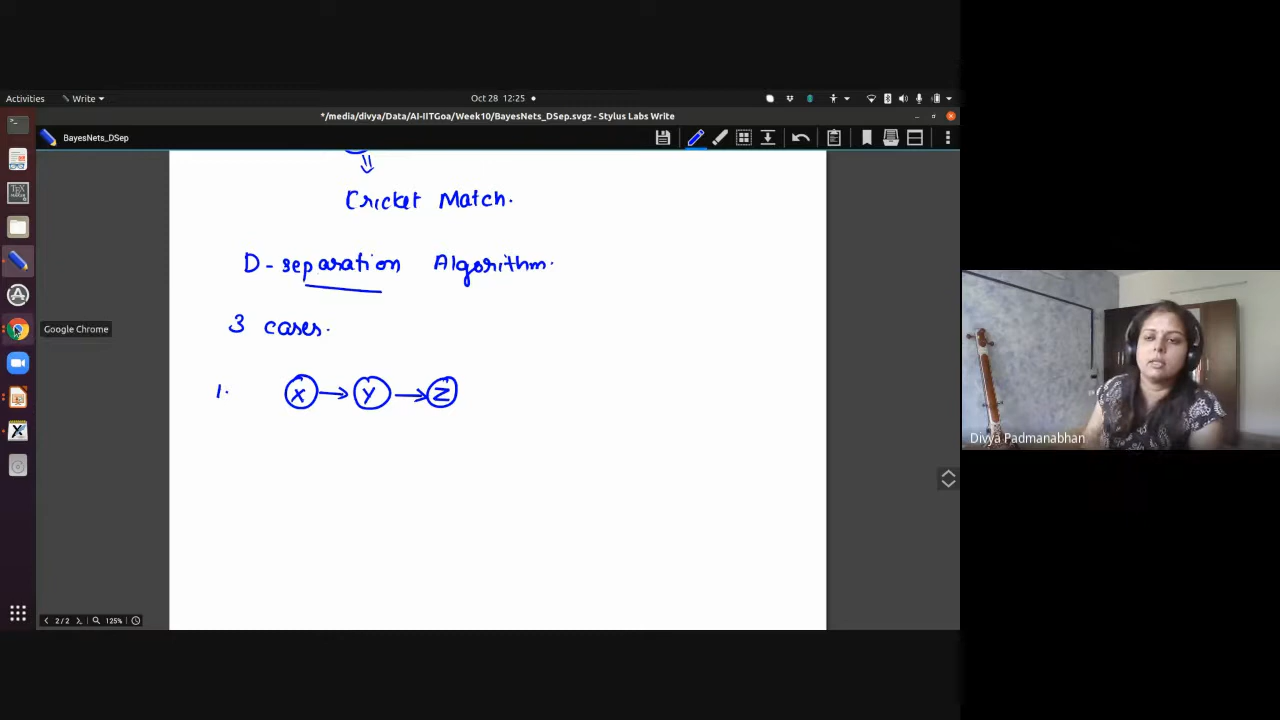 Activities
Write
Oct 28 12:25
*/media/divya/Data/AI-IITGoa/Week10/BayesNets_DSep.svgz - Stylus Labs Write
BayesNets_DSep
Cricket Match.
D-separation Algorithm.
3 cases.
Google Chrome
1. X → Y → Z
Divya Padmanabhan
2/2
125%